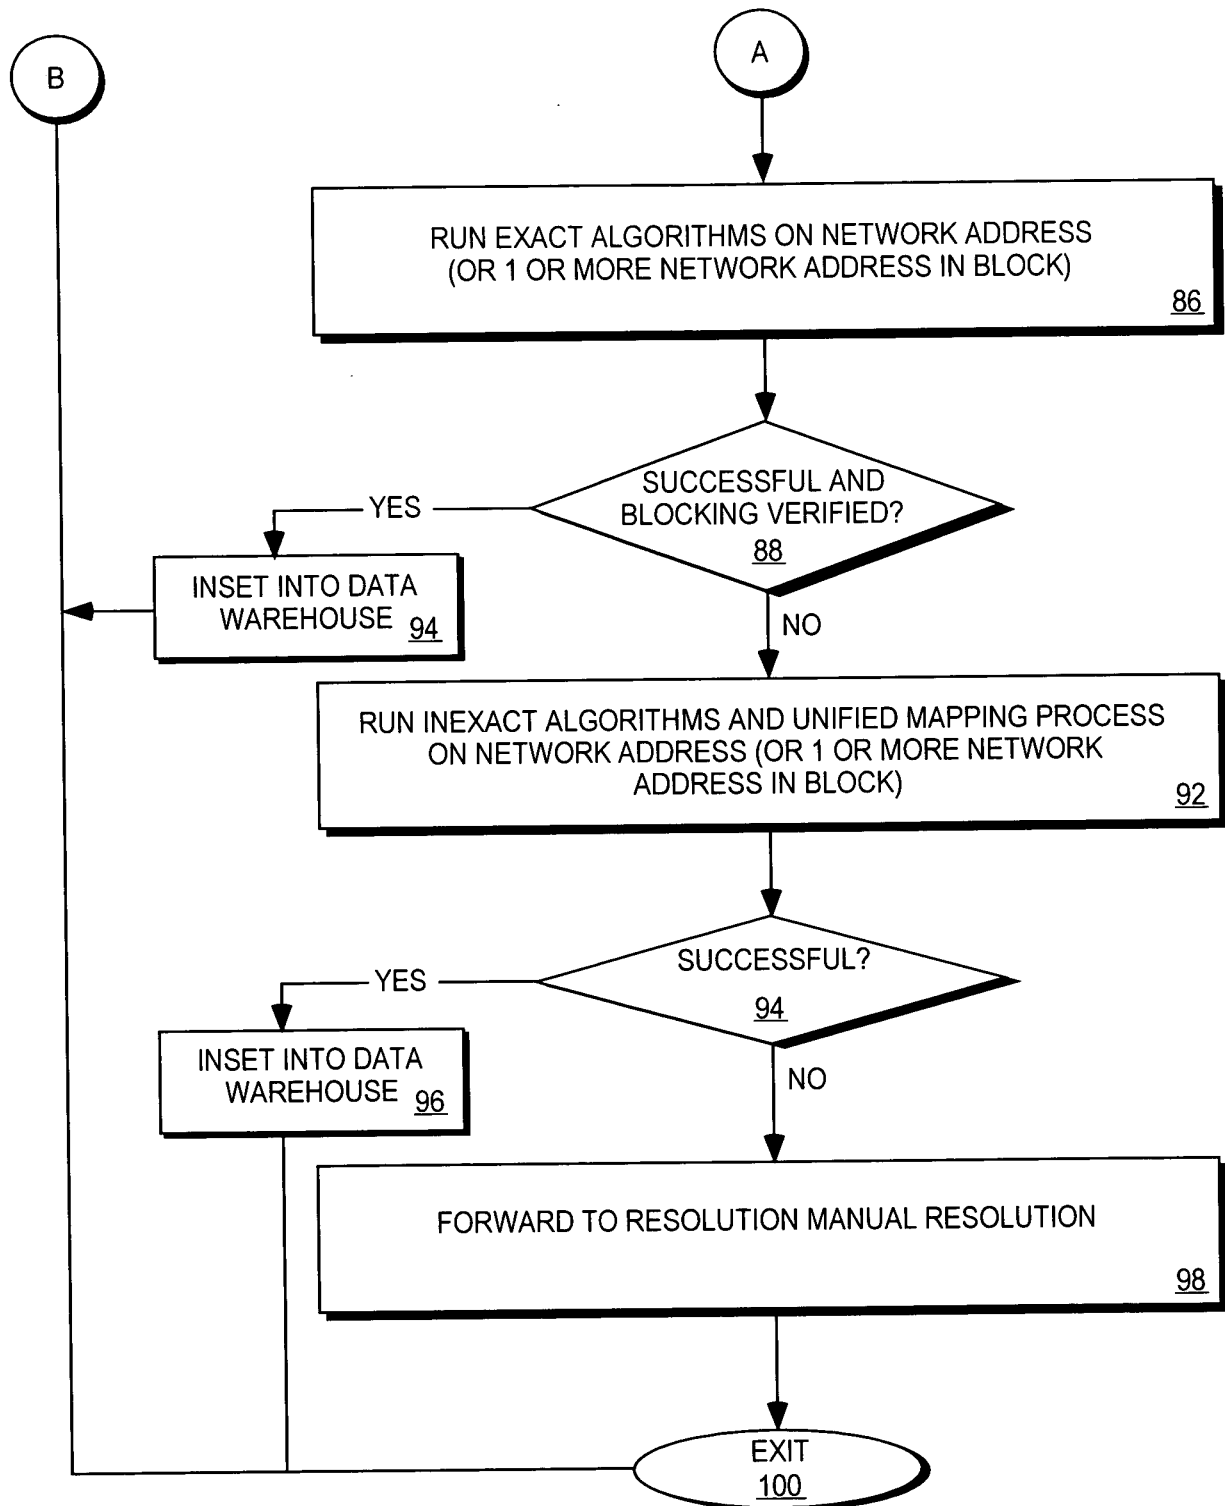 B
A
RUN EXACT ALGORITHMS ON NETWORK ADDRESS
(OR 1 OR MORE NETWORK ADDRESS IN BLOCK)
86
SUCCESSFUL AND
BLOCKING VERIFIED?
88
YES
INSET INTO DATA
WAREHOUSE 94
NO
RUN INEXACT ALGORITHMS AND UNIFIED MAPPING PROCESS
ON NETWORK ADDRESS (OR 1 OR MORE NETWORK
ADDRESS IN BLOCK)
92
SUCCESSFUL?
94
YES
INSET INTO DATA
WAREHOUSE 96
NO
FORWARD TO RESOLUTION MANUAL RESOLUTION
98
EXIT
100